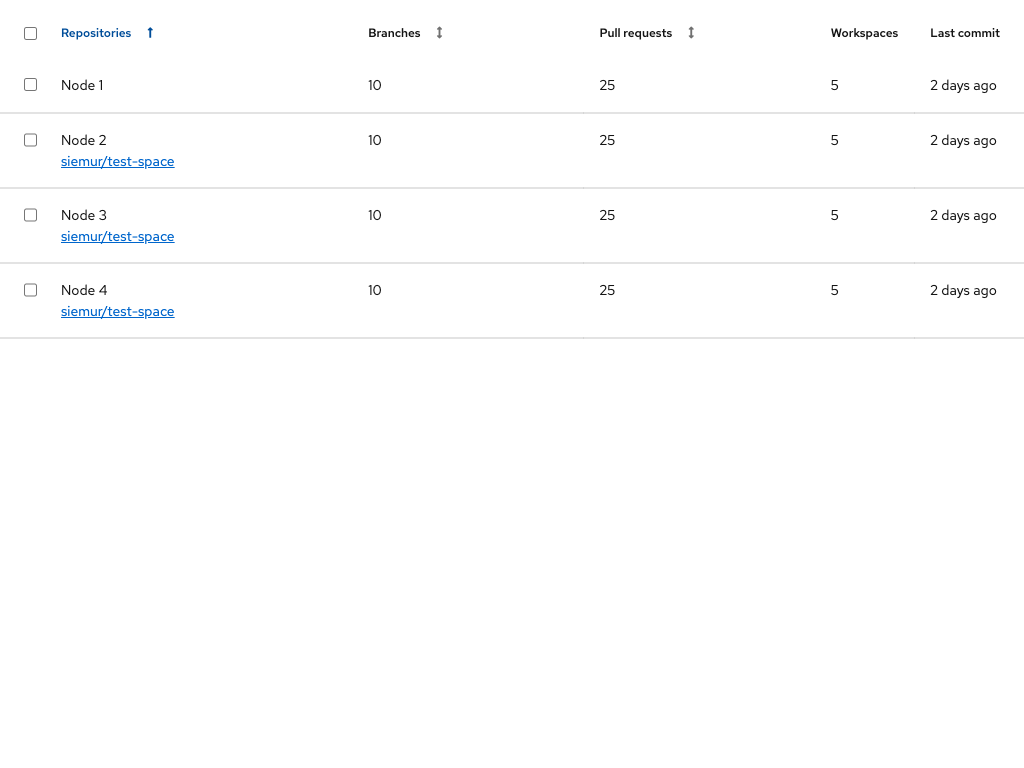 Repositories Branches Pull requests Workspaces Last commit
Node 1 10 25 5 2 days ago
Node 2 10 25 5 2 days ago
siemur/test-space
Node 3 10 25 5 2 days ago
siemur/test-space
Node 4 10 25 5 2 days ago
siemur/test-space